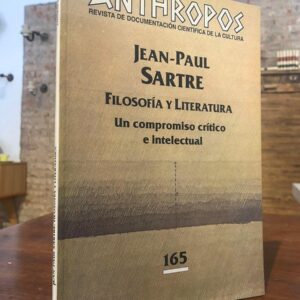 ANTHROPOS
REVISTA DE DOCUMENTACIÓN CIENTÍFICA DE LA CULTURA
JEAN-PAUL
SARTRE
FILOSOFÍA Y LITERATURA
Un compromiso crítico
e intelectual
165